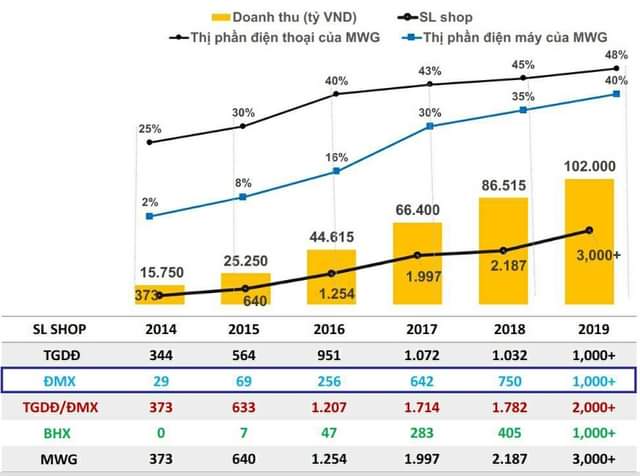 Doanh thu (tỷ VND) SL shop
Thị phần điện thoại của MWG Thị phần điện máy của MWG
25% 30% 40% 43% 45% 48%
2% 8% 16% 30% 35% 40%
15.750 25.250 44.615 66.400 86.515 102.000
373 640 1.254 1.997 2.187 3,000+
SL SHOP 2014 2015 2016 2017 2018 2019
TGDĐ 344 564 951 1.072 1.032 1,000+
ĐMX 29 69 256 642 750 1,000+
TGDĐ/ĐMX 373 633 1.207 1.714 1.782 2,000+
BHX 0 7 47 283 405 1,000+
MWG 373 640 1.254 1.997 2.187 3,000+